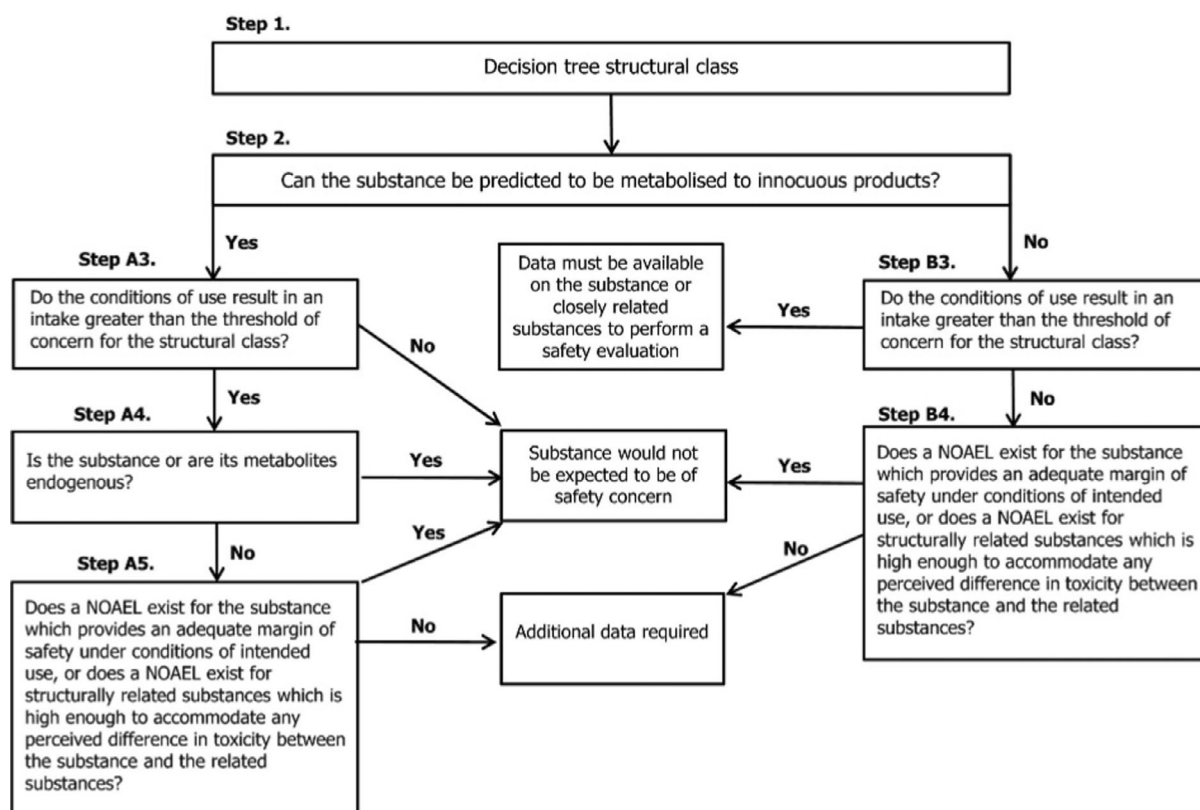 Step 1.
Decision tree structural class
Step 2.
Can the substance be predicted to be metabolised to innocuous products?
Yes
No
Step A3.
Do the conditions of use result in an
intake greater than the threshold of
concern for the structural class?
Data must be available
on the substance or
closely related
substances to perform a
safety evaluation
Yes
Step B3.
Do the conditions of use result in an
intake greater than the threshold of
concern for the structural class?
No
Yes
No
Step A4.
Is the substance or are its metabolites
endogenous?
Yes
Substance would not
be expected to be of
safety concern
Yes
Step B4.
Does a NOAEL exist for the substance
which provides an adequate margin of
safety under conditions of intended
use, or does a NOAEL exist for
structurally related substances which is
high enough to accommodate any
perceived difference in toxicity between
the substance and the related
substances?
Yes
No
No
Step A5.
Does a NOAEL exist for the substance
which provides an adequate margin of
safety under conditions of intended
use, or does a NOAEL exist for
structurally related substances which is
high enough to accommodate any
perceived difference in toxicity between
the substance and the related
substances?
No
Additional data required